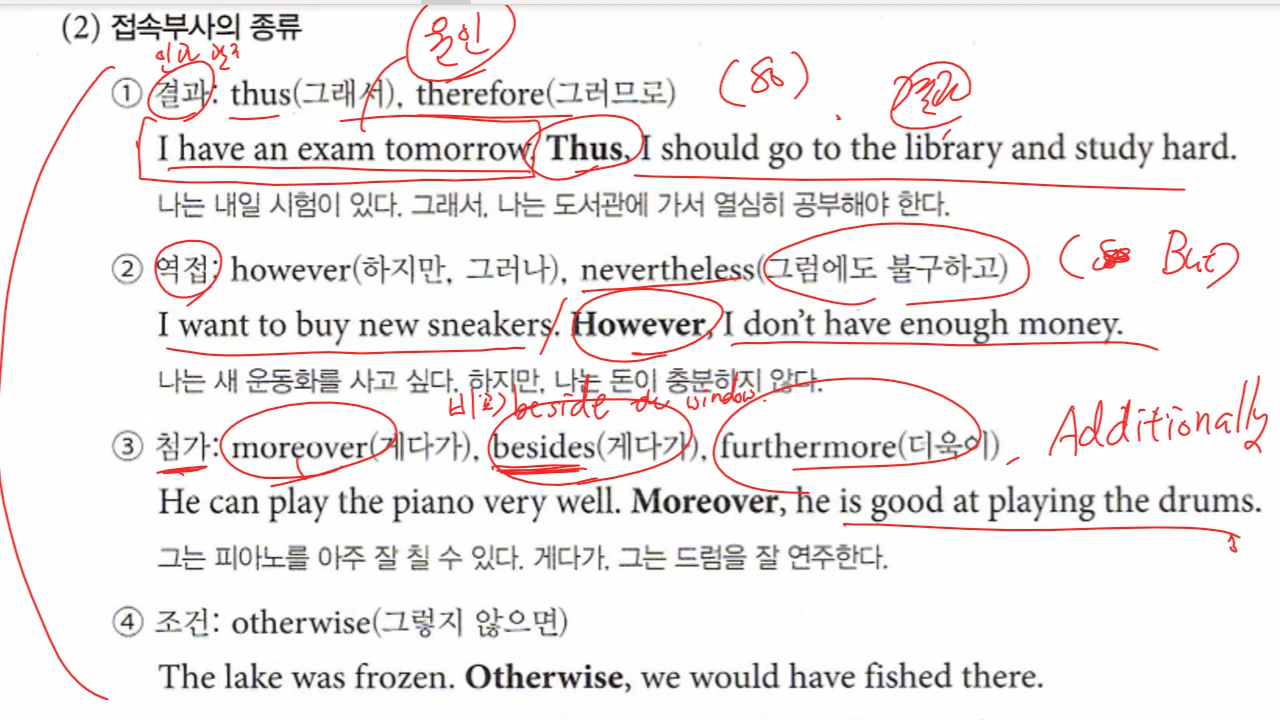 (2) 접속부사의 종류
원인
① 결과: thus(그래서), therefore(그러므로)
(so)
결과
I have an exam tomorrow. Thus, I should go to the library and study hard.
나는 내일 시험이 있다. 그래서, 나는 도서관에 가서 열심히 공부해야 한다.
② 역접: however(하지만, 그러나), nevertheless(그럼에도 불구하고)
( But)
I want to buy new sneakers. However, I don't have enough money.
나는 새 운동화를 사고 싶다. 하지만, 나는 돈이 충분하지 않다.
비교) beside window.
③ 첨가: moreover(게다가), besides(게다가), furthermore(더욱이)
Additionally
He can play the piano very well. Moreover, he is good at playing the drums.
그는 피아노를 아주 잘 칠 수 있다. 게다가, 그는 드럼을 잘 연주한다.
④ 조건: otherwise(그렇지 않으면)
The lake was frozen. Otherwise, we would have fished there.